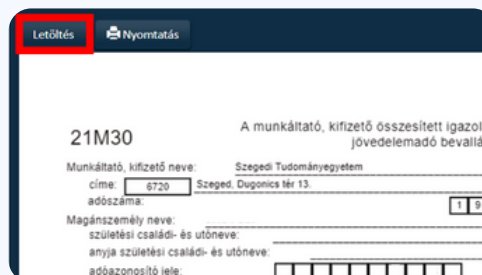 Letöltés Nyomtatás
A munkáltató, kifizető összesített igazol
21M30 jövedelemadó bevallá
Munkáltató, kifizető neve: Szegedi Tudományegyetem
címe: 6720 Szeged, Dugonics tér 13.
adószáma: 1 9
Magánszemély neve:
születési családi- és utóneve:
anyja születési családi- és utóneve:
adóazonosító jele: